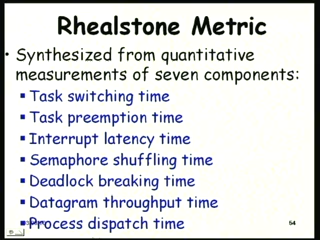 Rhealstone Metric
• Synthesized from quantitative
measurements of seven components:
▪ Task switching time
▪ Task preemption time
▪ Interrupt latency time
▪ Semaphore shuffling time
▪ Deadlock breaking time
▪ Datagram throughput time
▪ Process dispatch time